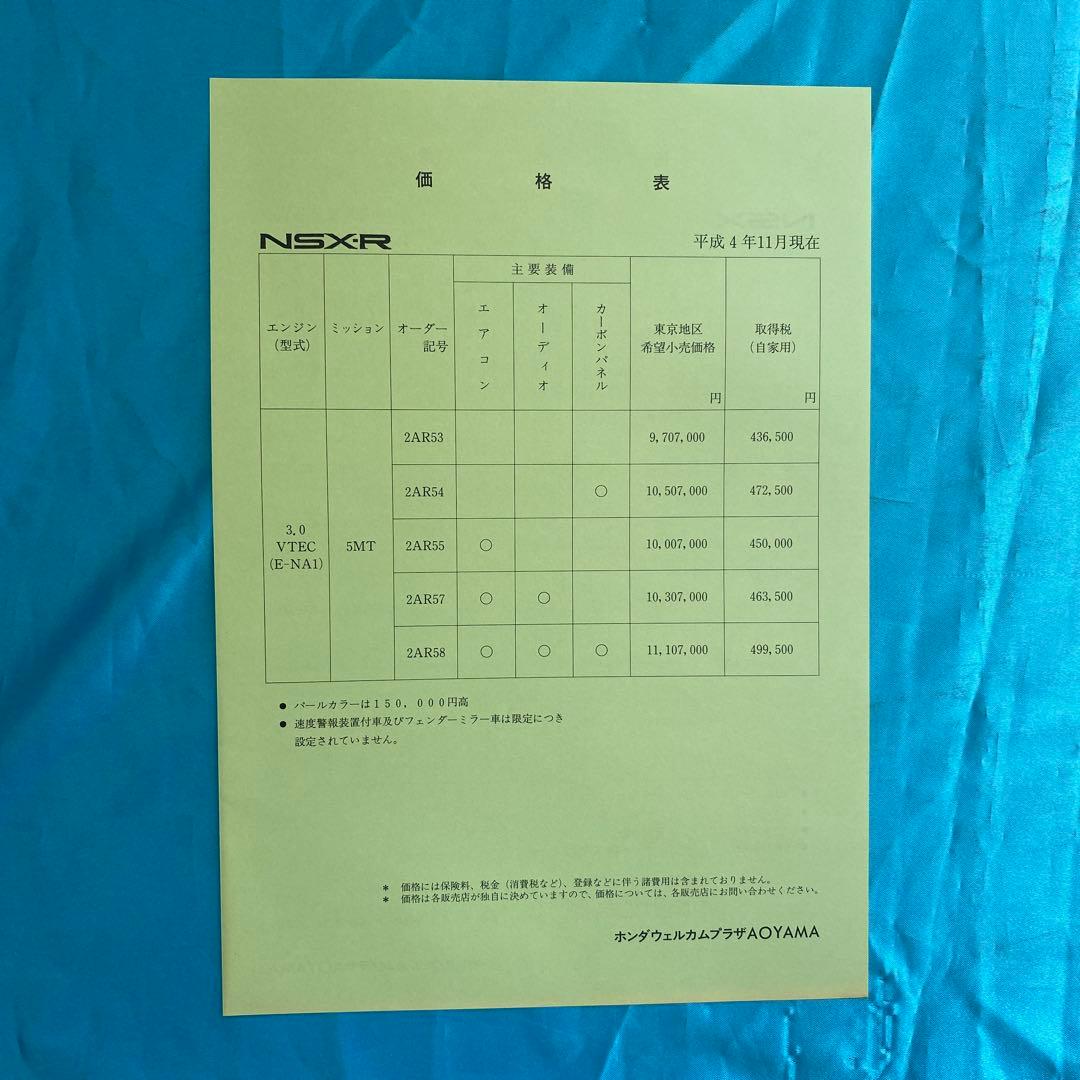 価格表
NSX-R
平成4年11月現在
エンジン（型式） ミッション オーダー記号 主要装備 東京地区希望小売価格 円 取得税（自家用） 円
エアコン オーディオ カーボンパネル
3.0 VTEC (E-NA1) 5MT
2AR53 9,707,000 436,500
2AR54 ○ 10,507,000 472,500
2AR55 ○ 10,007,000 450,000
2AR57 ○ ○ 10,307,000 463,500
2AR58 ○ ○ ○ 11,107,000 499,500
● パールカラーは150，000円高
● 速度警報装置付車及びフェンダーミラー車は限定につき
設定されていません。
＊ 価格には保険料、税金（消費税など）、登録などに伴う諸費用は含まれておりません。
＊ 価格は各販売店が独自に決めていますので、価格については、各販売店にお問い合わせください。
ホンダウェルカムプラザAOYAMA